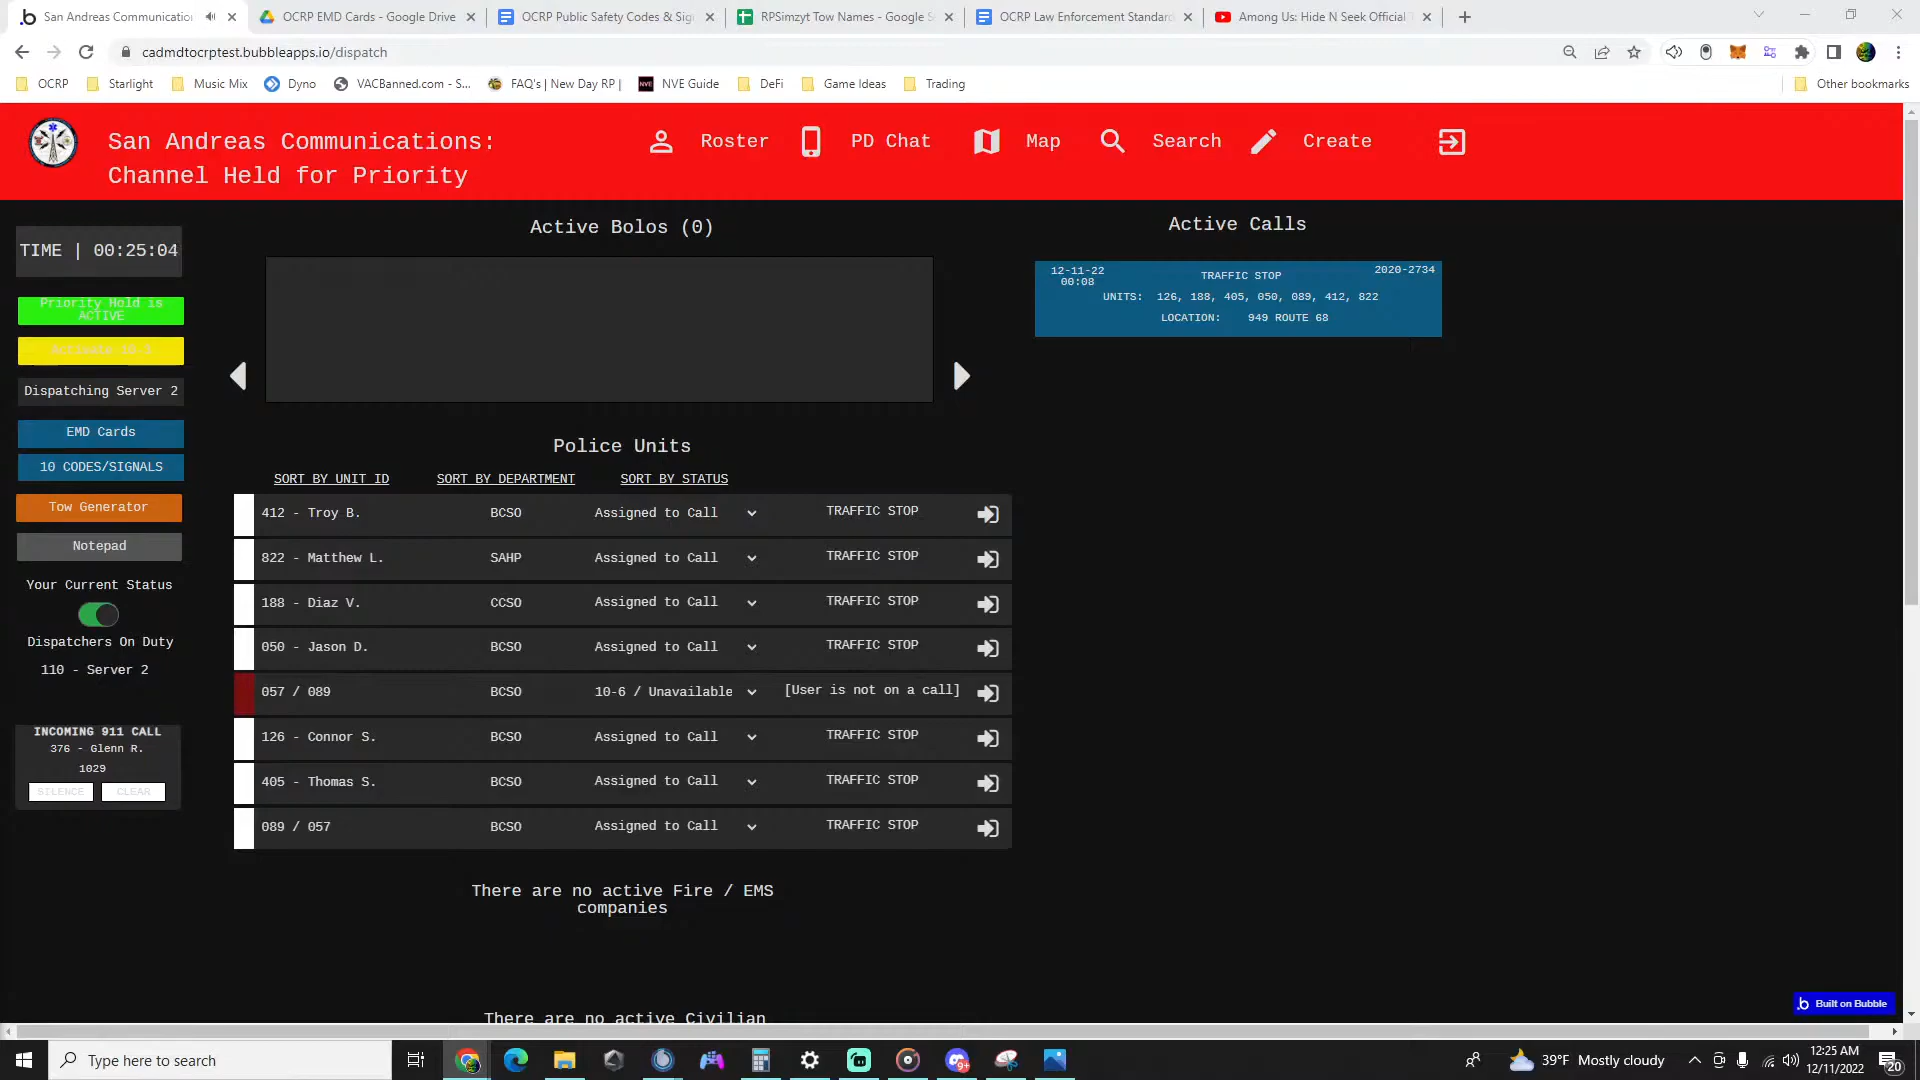 San Andreas Communication
OCRP EMD Cards - Google Drive
OCRP Public Safety Codes & Sig
RPSimzyt Tow Names - Google S
OCRP Law Enforcement Standard
Among Us: Hide N Seek Official T
cadmdtocrptest.bubbleapps.io/dispatch
OCRP
Starlight
Music Mix
Dyno
VACBanned.com - S...
FAQ's | New Day RP |
NVE Guide
DeFi
Game Ideas
Trading
Other bookmarks
San Andreas Communications:
Channel Held for Priority
Roster
PD Chat
Map
Search
Create
TIME | 00:25:04
Priority Hold is
ACTIVE
Activate 10-3
Dispatching Server 2
EMD Cards
10 CODES/SIGNALS
Tow Generator
Notepad
Your Current Status
Dispatchers On Duty
110 - Server 2
INCOMING 911 CALL
376 - Glenn R.
1029
SILENCE CLEAR
Active Bolos (0)
Active Calls
12-11-22
00:08
TRAFFIC STOP
2020-2734
UNITS: 126, 188, 405, 050, 089, 412, 822
LOCATION: 949 ROUTE 68
Police Units
SORT BY UNIT ID SORT BY DEPARTMENT SORT BY STATUS
412 - Troy B. BCSO Assigned to Call TRAFFIC STOP
822 - Matthew L. SAHP Assigned to Call TRAFFIC STOP
188 - Diaz V. CCSO Assigned to Call TRAFFIC STOP
050 - Jason D. BCSO Assigned to Call TRAFFIC STOP
057 / 089 BCSO 10-6 / Unavailable [User is not on a call]
126 - Connor S. BCSO Assigned to Call TRAFFIC STOP
405 - Thomas S. BCSO Assigned to Call TRAFFIC STOP
089 / 057 BCSO Assigned to Call TRAFFIC STOP
There are no active Fire / EMS
companies
There are no active Civilian
Built on Bubble
Type here to search
9+
39°F Mostly cloudy
12:25 AM
12/11/2022
20